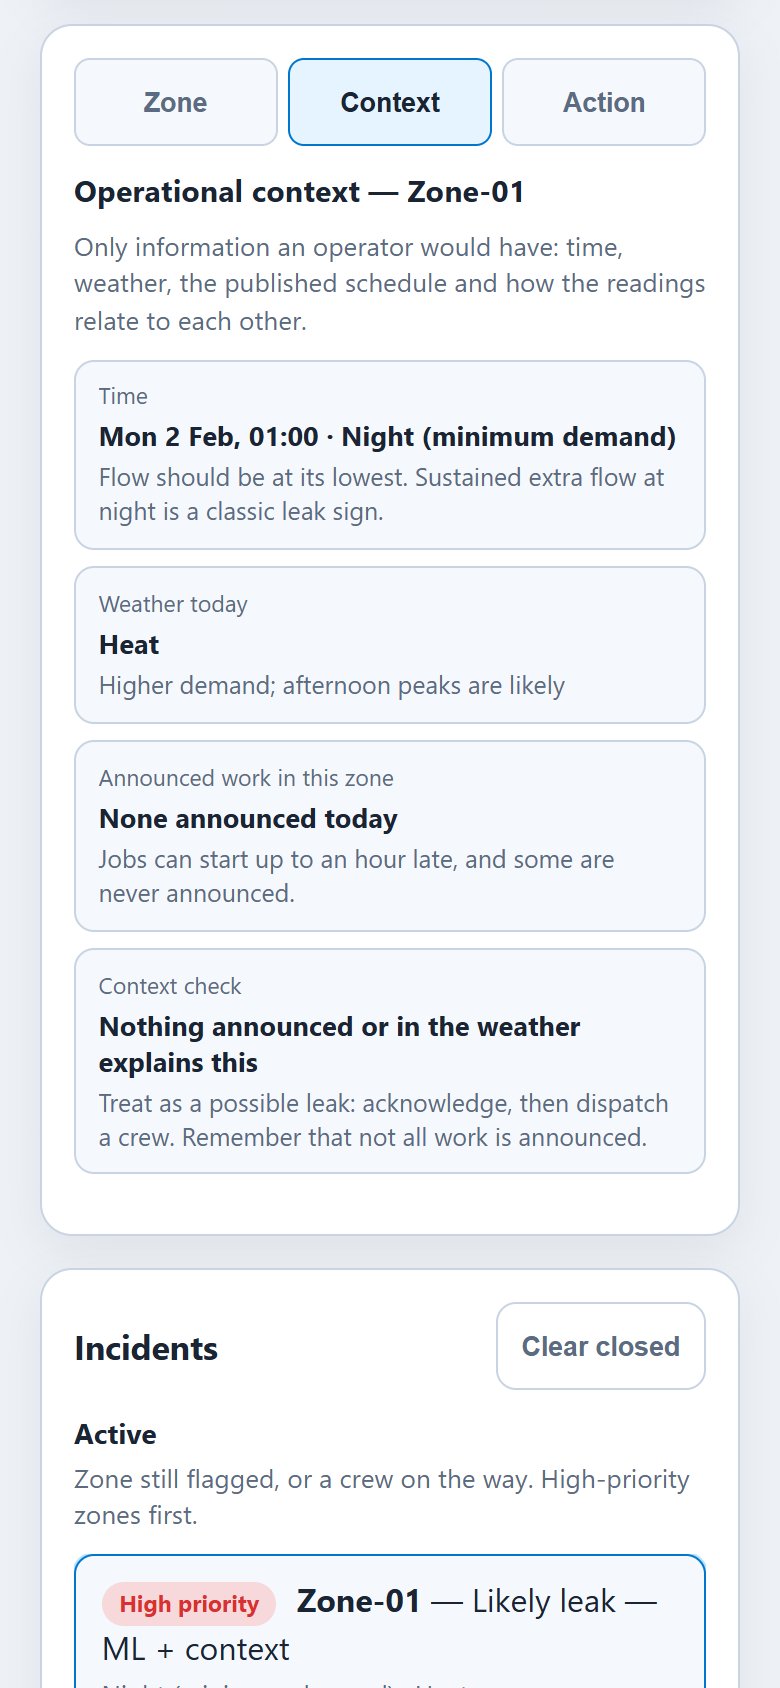 Zone
Context
Action
Operational context — Zone-01
Only information an operator would have: time,
weather, the published schedule and how the readings
relate to each other.
Time
Mon 2 Feb, 01:00 · Night (minimum demand)
Flow should be at its lowest. Sustained extra flow at
night is a classic leak sign.
Weather today
Heat
Higher demand; afternoon peaks are likely
Announced work in this zone
None announced today
Jobs can start up to an hour late, and some are
never announced.
Context check
Nothing announced or in the weather
explains this
Treat as a possible leak: acknowledge, then dispatch
a crew. Remember that not all work is announced.
Incidents
Clear closed
Active
Zone still flagged, or a crew on the way. High-priority
zones first.
High priority Zone-01 — Likely leak —
ML + context